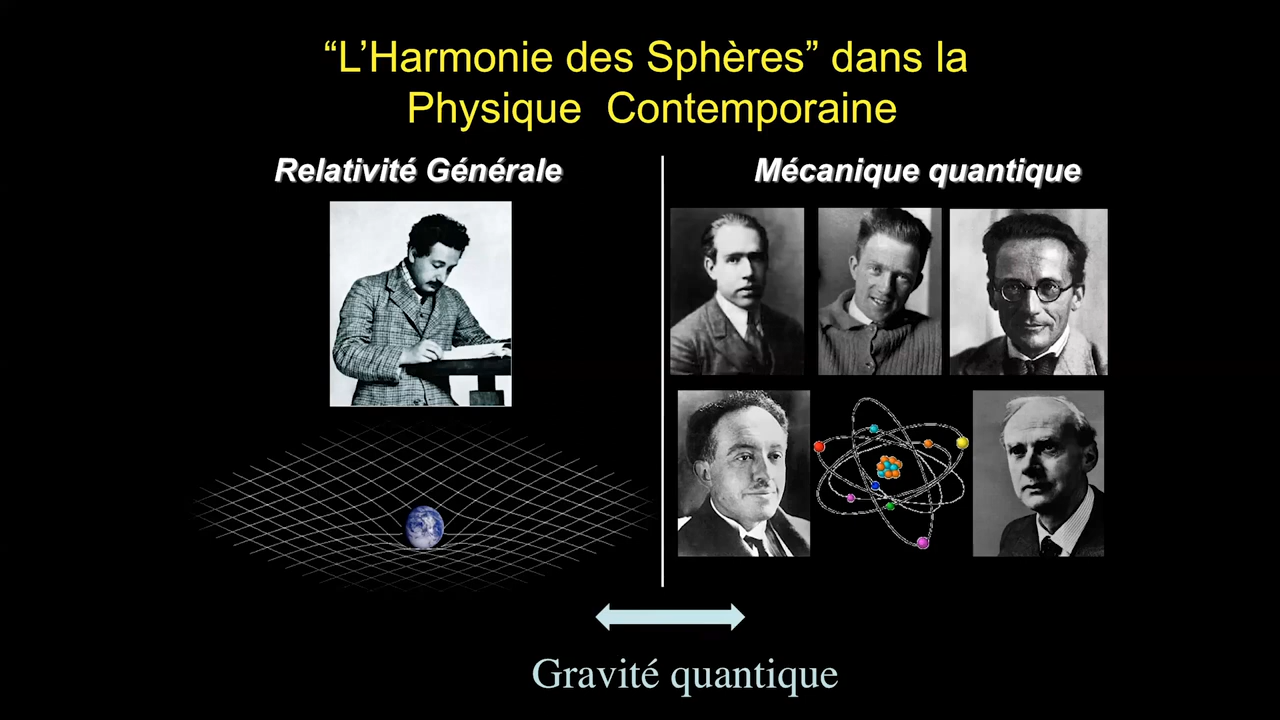 “L’Harmonie des Sphères” dans la
Physique Contemporaine
Relativité Générale
Mécanique quantique
Gravité quantique